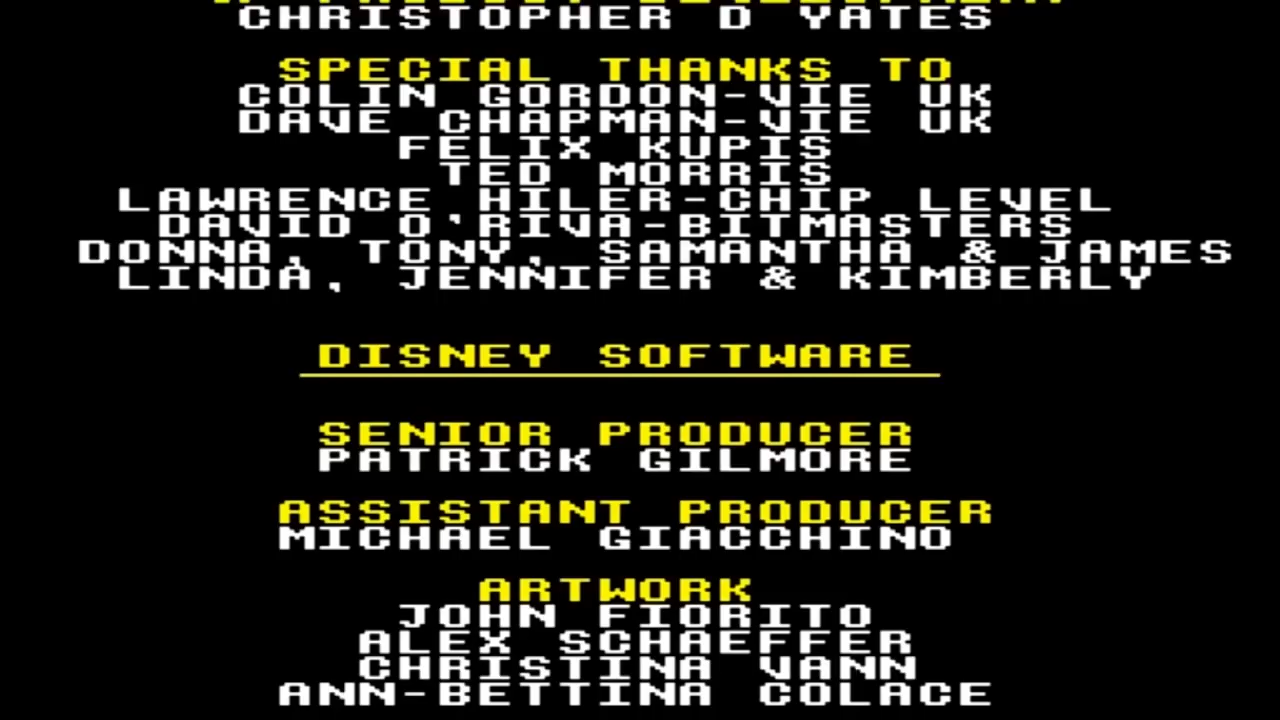 CHRISTOPHER D YATES
SPECIAL THANKS TO
COLIN GORDON-VIE UK
DAVE CHAPMAN-VIE UK
FELIX KUPIS
TED MORRIS
LAWRENCE HILER-CHIP LEVEL
DAVID O'RIVA-BITMASTERS
DONNA, TONY, SAMANTHA & JAMES
LINDA, JENNIFER & KIMBERLY
DISNEY SOFTWARE
SENIOR PRODUCER
PATRICK GILMORE
ASSISTANT PRODUCER
MICHAEL GIACCHINO
ARTWORK
JOHN FIORITO
ALEX SCHAEFFER
CHRISTINA VANN
ANN-BETTINA COLACE